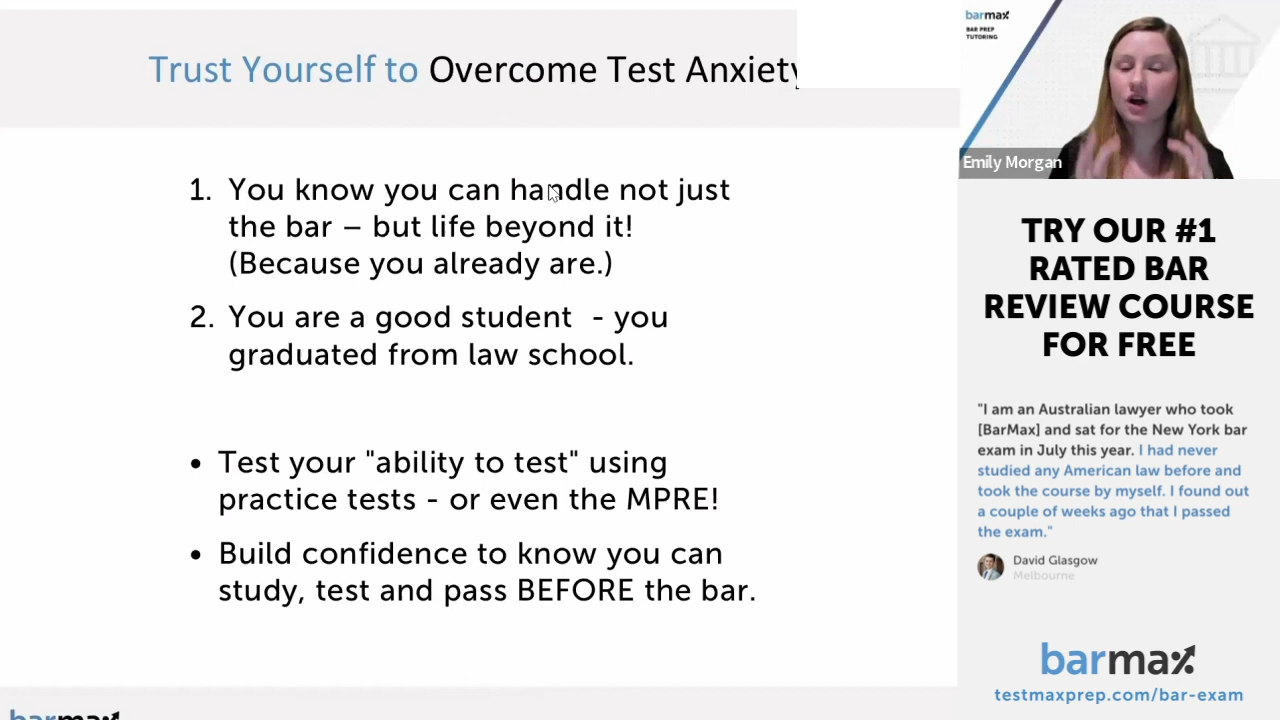 Trust Yourself to Overcome Test Anxiety
1. You know you can handle not just
the bar – but life beyond it!
(Because you already are.)
2. You are a good student - you
graduated from law school.
• Test your "ability to test" using
practice tests - or even the MPRE!
• Build confidence to know you can
study, test and pass BEFORE the bar.
barmax
barmax
BAR PREP
TUTORING
Emily Morgan
TRY OUR #1
RATED BAR
REVIEW COURSE
FOR FREE
"I am an Australian lawyer who took
[BarMax] and sat for the New York bar
exam in July this year. I had never
studied any American law before and
took the course by myself. I found out
a couple of weeks ago that I passed
the exam."
David Glasgow
Melbourne
barmax
testmaxprep.com/bar-exam